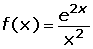 f(x) = e^{2x} / x^2